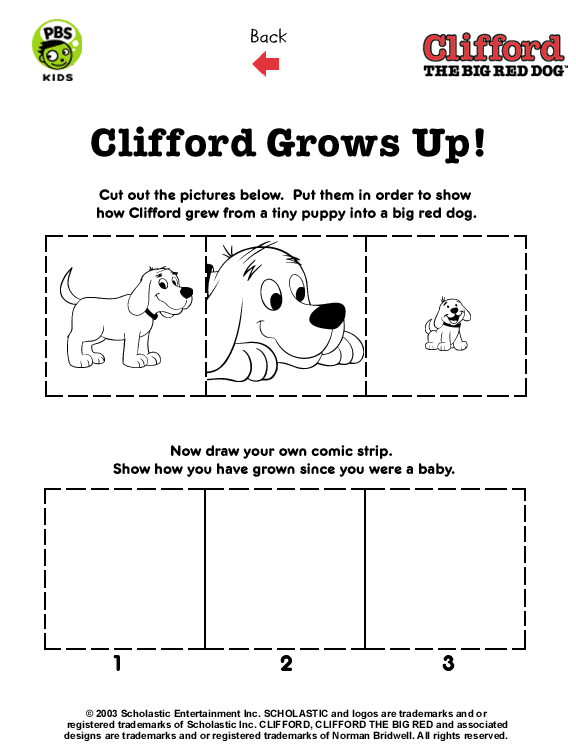 PBS
KIDS
Back
Clifford
THE BIG RED DOG™
Clifford Grows Up!
Cut out the pictures below. Put them in order to show
how Clifford grew from a tiny puppy into a big red dog.
Now draw your own comic strip.
Show how you have grown since you were a baby.
1 2 3
© 2003 Scholastic Entertainment Inc. SCHOLASTIC and logos are trademarks and or
registered trademarks of Scholastic Inc. CLIFFORD, CLIFFORD THE BIG RED and associated
designs are trademarks and or registered trademarks of Norman Bridwell. All rights reserved.